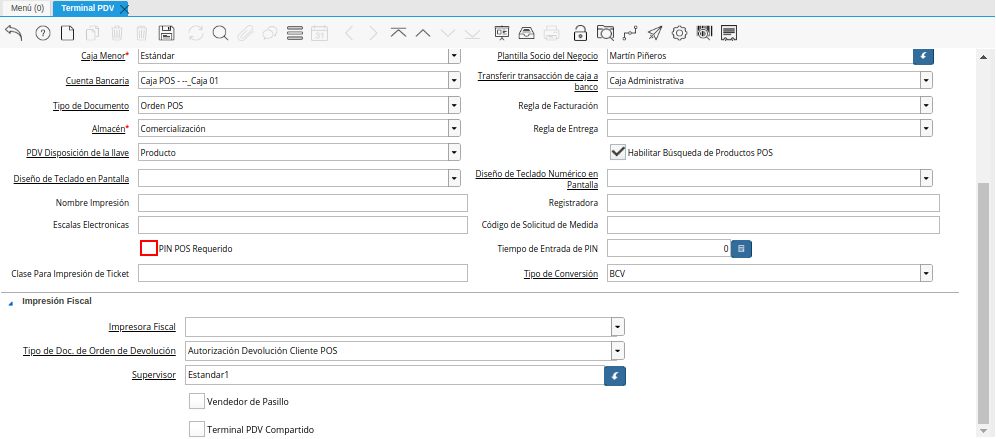 Menú (0)
Terminal PDV
Caja Menor* Estándar
Plantilla Socio del Negocio Martín Piñeros
Cuenta Bancaria Caja POS - --_Caja 01
Transferir transacción de caja a
banco Caja Administrativa
Tipo de Documento Orden POS
Regla de Facturación
Almacén* Comercialización
Regla de Entrega
PDV Disposición de la llave Producto
Habilitar Búsqueda de Productos POS
Diseño de Teclado en Pantalla
Diseño de Teclado Numérico en
Pantalla
Nombre Impresión
Registradora
Escalas Electronicas
Código de Solicitud de Medida
PIN POS Requerido
Tiempo de Entrada de PIN 0
Clase Para Impresión de Ticket
Tipo de Conversión BCV
Impresión Fiscal
Impresora Fiscal
Tipo de Doc. de Orden de Devolución Autorización Devolución Cliente POS
Supervisor Estandar1
Vendedor de Pasillo
Terminal PDV Compartido